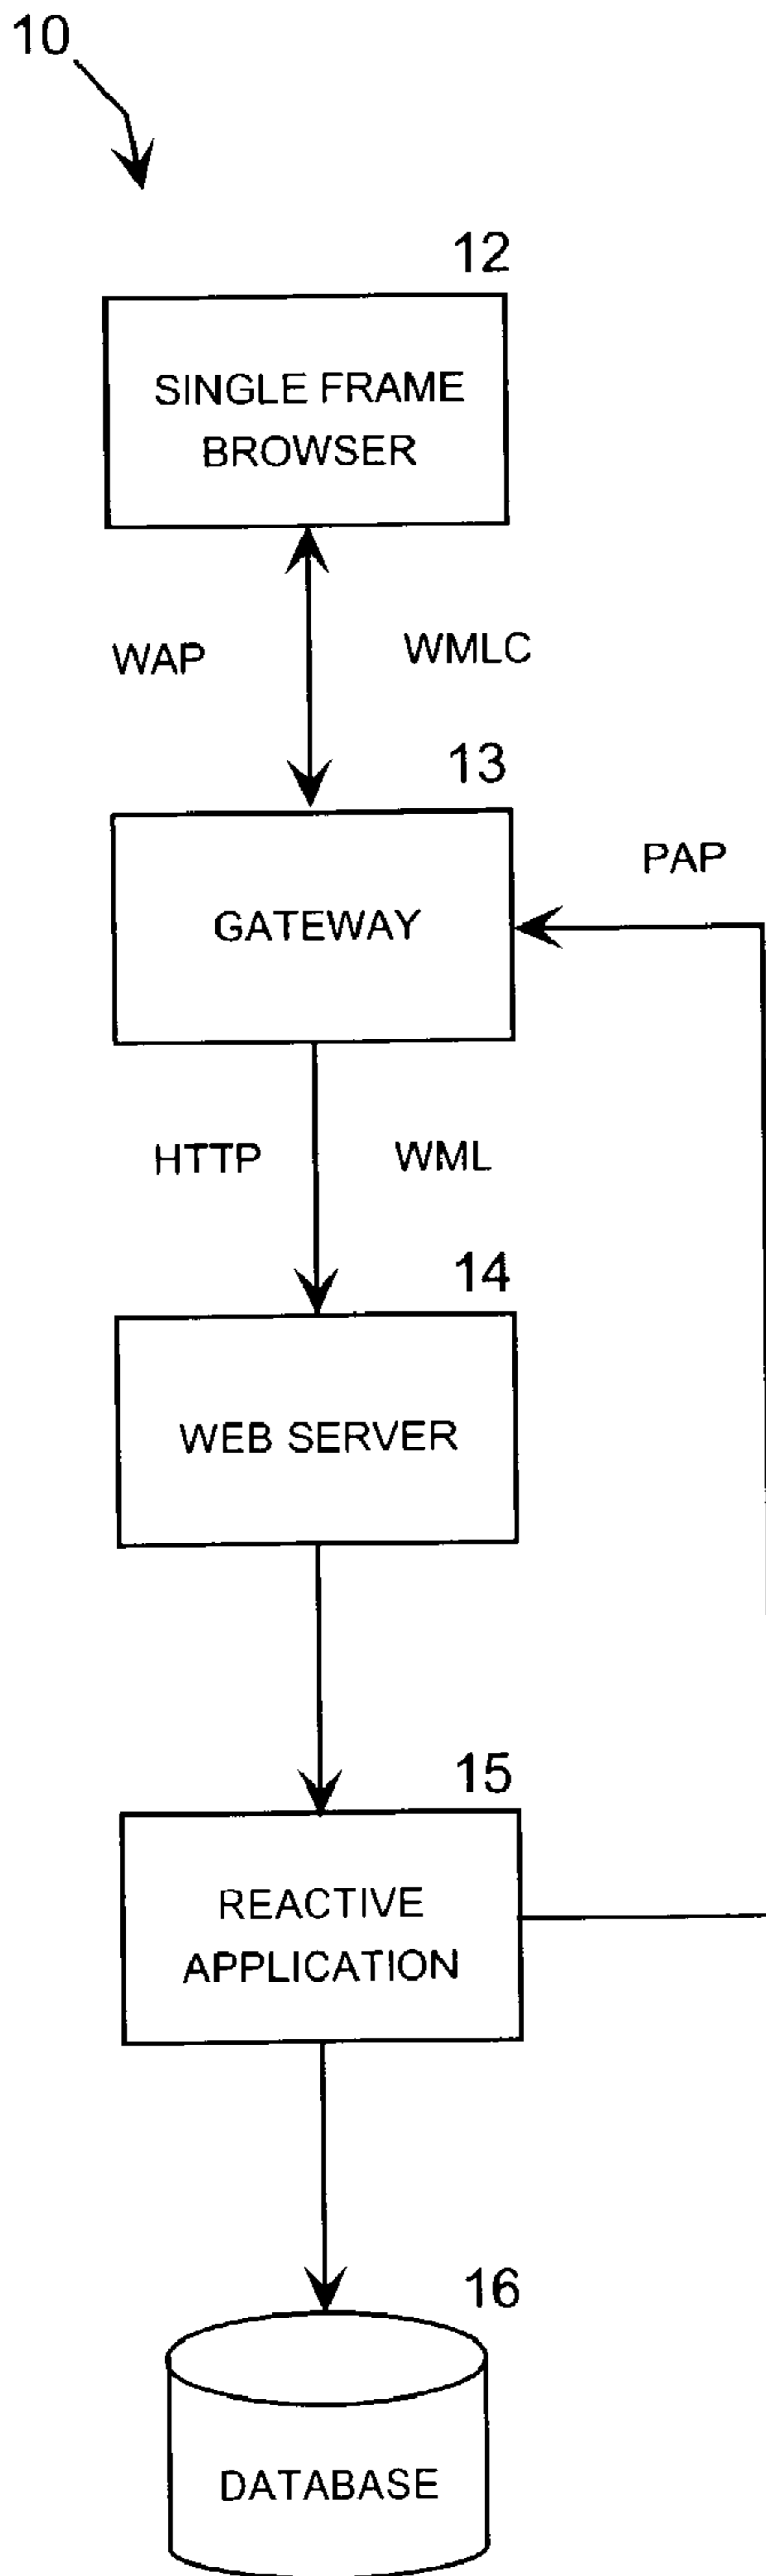 10
12
SINGLE FRAME
BROWSER
WAP WMLC
13
PAP
GATEWAY
HTTP WML
14
WEB SERVER
15
REACTIVE
APPLICATION
16
DATABASE